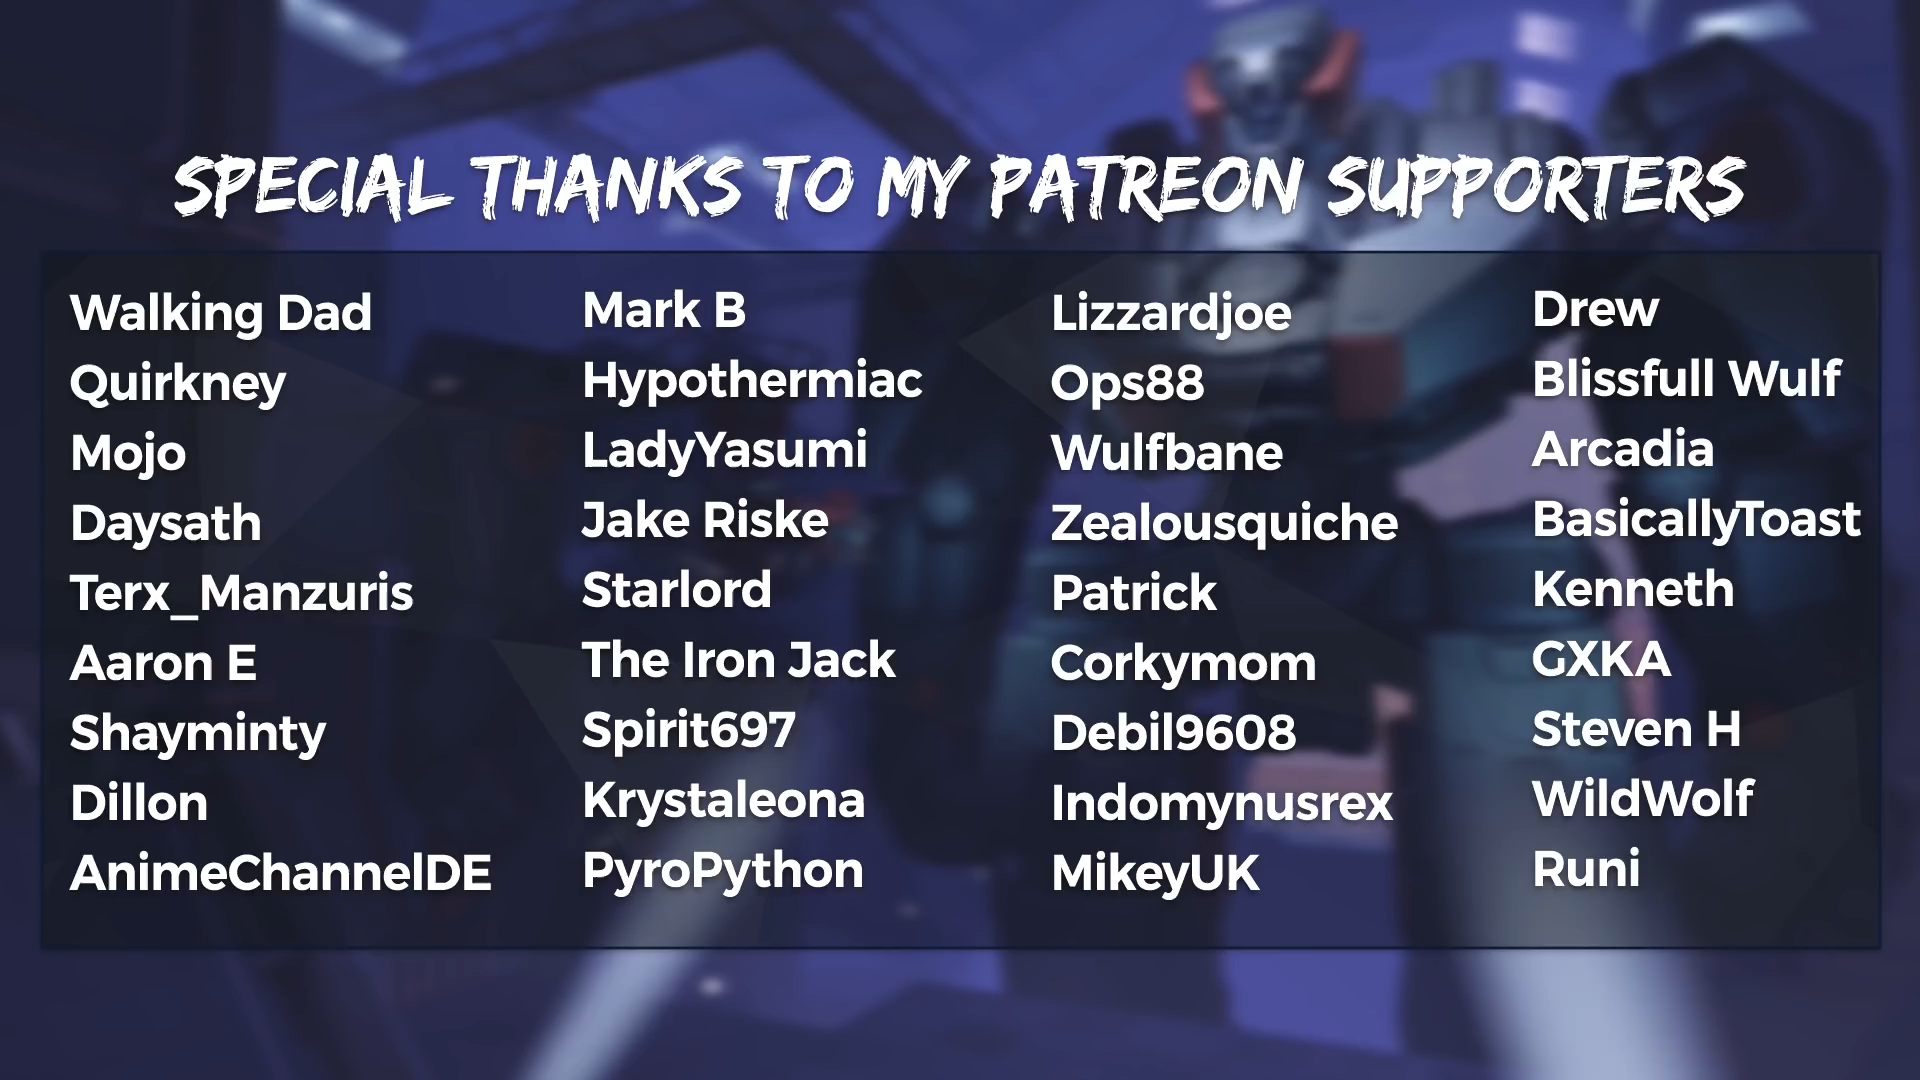 SPECIAL THANKS TO MY PATREON SUPPORTERS
Walking Dad
Quirkney
Mojo
Daysath
Terx_Manzuris
Aaron E
Shayminty
Dillon
AnimeChannelDE
Mark B
Hypothermiac
LadyYasumi
Jake Riske
Starlord
The Iron Jack
Spirit697
Krystaleona
PyroPython
Lizzardjoe
Ops88
Wulfbane
Zealousquiche
Patrick
Corkymom
Debil9608
Indomynusrex
MikeyUK
Drew
Blissfull Wulf
Arcadia
BasicallyToast
Kenneth
GXKA
Steven H
WildWolf
Runi